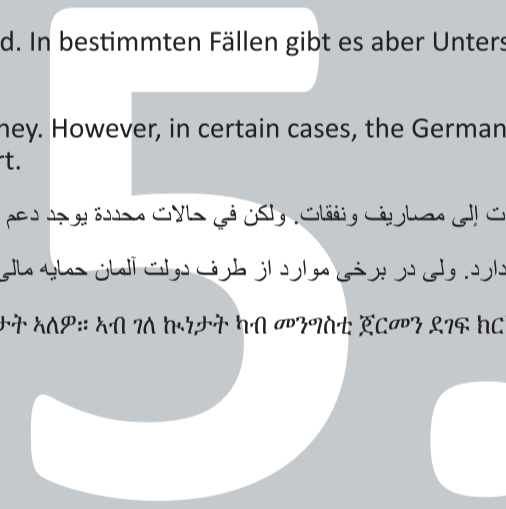 d. In bestimmten Fällen gibt es aber Unters
ney. However, in certain cases, the German
rt.
ت إلى مصاريف ونفقات. ولكن في حالات محددة يوجد دعم
دارد. ولی در برخی موارد از طرف دولت آلمان حمایه مالی
ታት ኣለዎ። ኣብ ገለ ኩነታት ካብ መንግስቲ ጀርመን ደገፍ ክር
5.